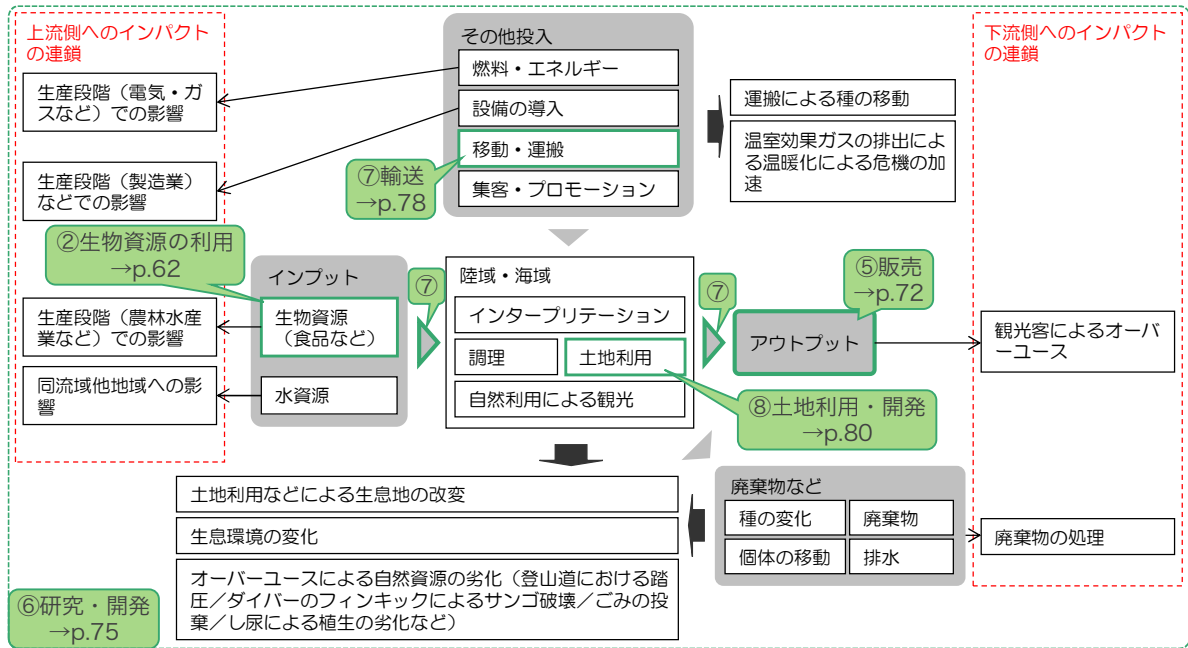 上流側へのインパクト
の連鎖
その他投入
燃料・エネルギー
設備の導入
移動・運搬
集客・プロモーション
下流側へのインパクト
の連鎖
生産段階（電気・ガ
スなど）での影響
生産段階（製造業）
などでの影響
運搬による種の移動
温室効果ガスの排出によ
る温暖化による危機の加
速
⑦輸送
→p.78
②生物資源の利用
→p.62
インプット
生物資源
（食品など）
水資源
生産段階（農林水産
業など）での影響
同流域他地域への影
響
⑦
陸域・海域
インタープリテーション
調理
土地利用
自然利用による観光
⑦
⑤販売
→p.72
アウトプット
観光客によるオーバ
ーユース
⑧土地利用・開発
→p.80
土地利用などによる生息地の改変
生息環境の変化
オーバーユースによる自然資源の劣化（登山道における踏
圧／ダイバーのフィンキックによるサンゴ破壊／ごみの投
棄／し尿による植生の劣化など）
廃棄物など
種の変化
廃棄物
個体の移動
排水
廃棄物の処理
⑥研究・開発
→p.75